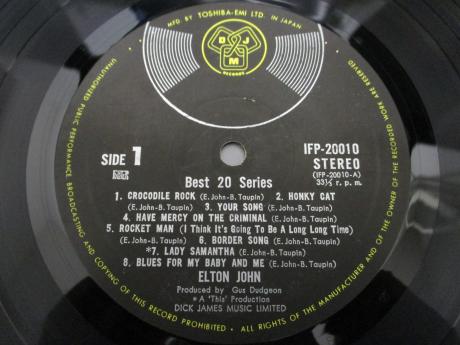 MFD. BY TOSHIBA-EMI LTD. IN JAPAN
DJM
RECORDS
IFP-20010
SIDE 1
STEREO
(IFP-20010-A)
33⅓ r. p. m.
Best 20 Series
1. CROCODILE ROCK (E. John-B. Taupin) 2. HONKY CAT
(E. John-B. Taupin) 3. YOUR SONG (E. John-B. Taupin)
4. HAVE MERCY ON THE CRIMINAL (E. John-B. Taupin)
5. ROCKET MAN (I Think It's Going To Be A Long Long Time)
(E. John-B. Taupin) 6. BORDER SONG (E. John-B. Taupin)
*7. LADY SAMANTHA (E. John-B. Taupin)
8. BLUES FOR MY BABY AND ME (E. John-B. Taupin)
ELTON JOHN
Produced by Gus Dudgeon
*A 'This' Production
DICK JAMES MUSIC LIMITED
UNAUTHORISED PUBLIC PERFORMANCE BROADCASTING AND COPYING OF THIS RECORD PROHIBITED · ALL RIGHTS OF THE MANUFACTURER AND OF THE OWNER OF THE RECORDED WORK ARE RESERVED